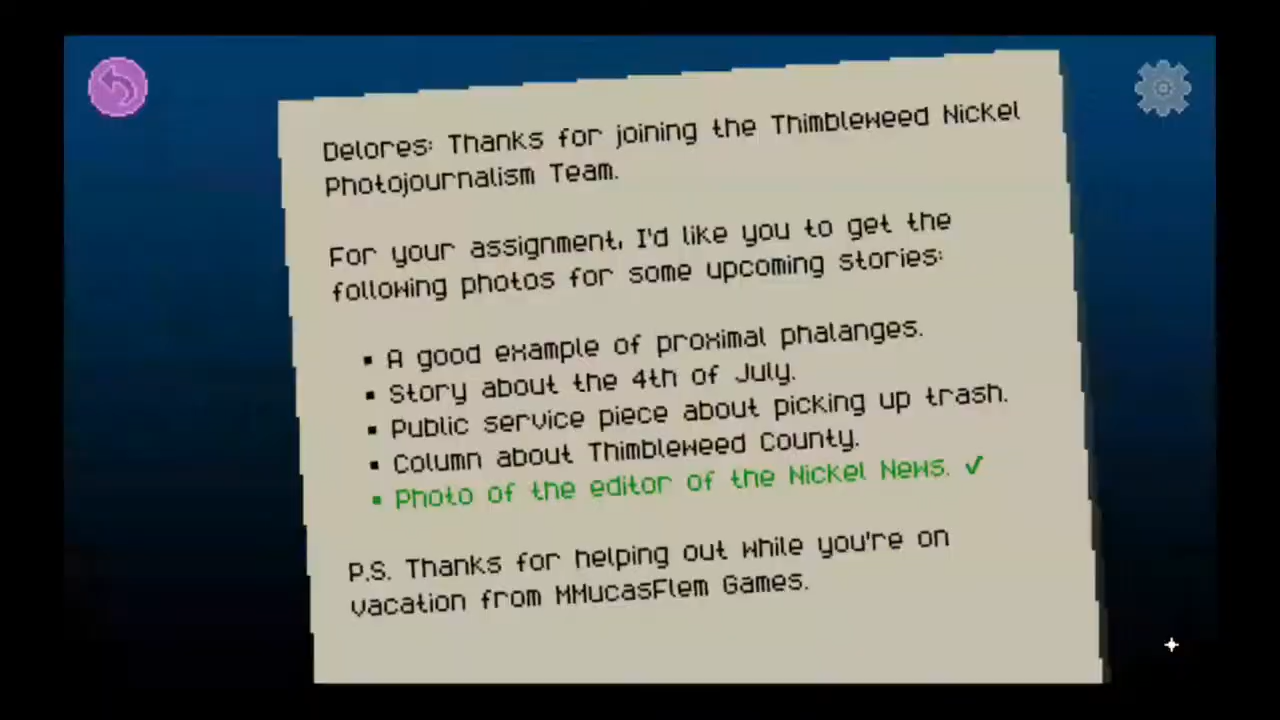 Delores: Thanks for joining the Thimbleweed Nickel
Photojournalism Team.
For your assignment, I'd like you to get the
following photos for some upcoming stories:
▪ A good example of proximal phalanges.
▪ Story about the 4th of July.
▪ Public service piece about picking up trash.
▪ Column about Thimbleweed County.
▪ Photo of the editor of the Nickel News. ✓
P.S. Thanks for helping out while you're on
vacation from MMucasFlem Games.